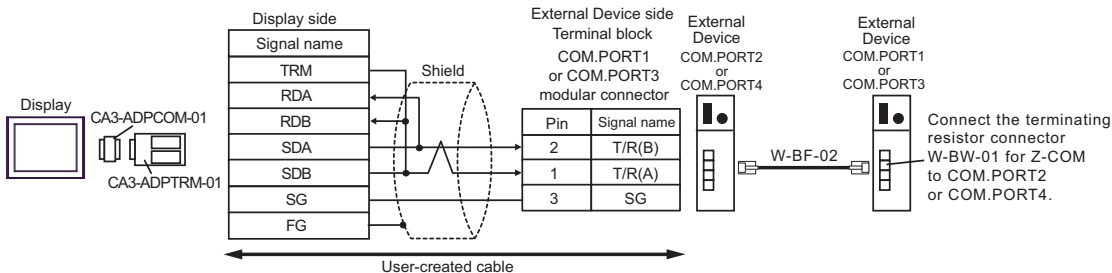 Display
CA3-ADPCOM-01
CA3-ADPTRM-01
Display side
Signal name
TRM
RDA
RDB
SDA
SDB
SG
FG
Shield
User-created cable
External Device side
Terminal block
COM.PORT1
or COM.PORT3
modular connector
Pin Signal name
2 T/R(B)
1 T/R(A)
3 SG
External
Device
COM.PORT2
or
COM.PORT4
W-BF-02
External
Device
COM.PORT1
or
COM.PORT3
Connect the terminating
resistor connector
W-BW-01 for Z-COM
to COM.PORT2
or COM.PORT4.